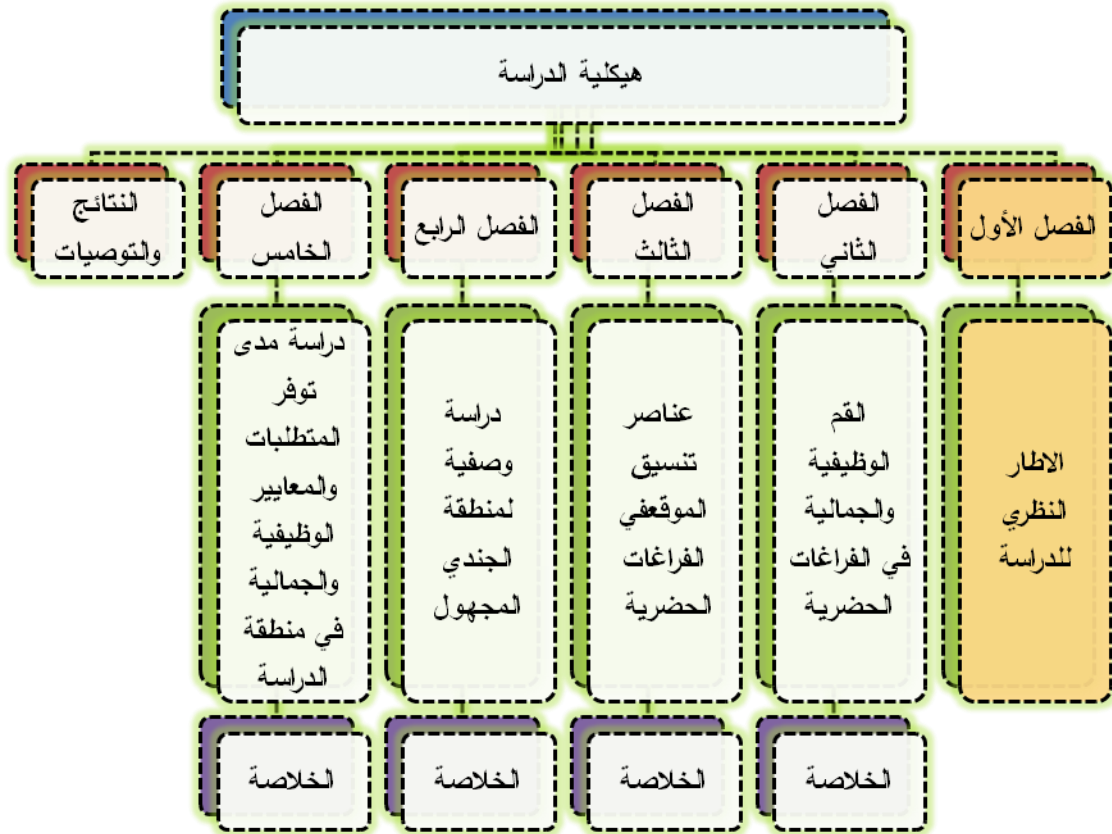 هيكلية الدراسة
الفصل الأول
الفصل
الثاني
الفصل
الثالث
الفصل الرابع
الفصل
الخامس
النتائج
والتوصيات
الاطار
النظري
للدراسة
القم
الوظيفية
والجمالية
في الفراغات
الحضرية
عناصر
تنسيق
الموقعفي
الفراغات
الحضرية
دراسة
وصفية
لمنطقة
الجندي
المجهول
دراسة مدى
توفر
المتطلبات
والمعايير
الوظيفية
والجمالية
في منطقة
الدراسة
الخلاصة
الخلاصة
الخلاصة
الخلاصة